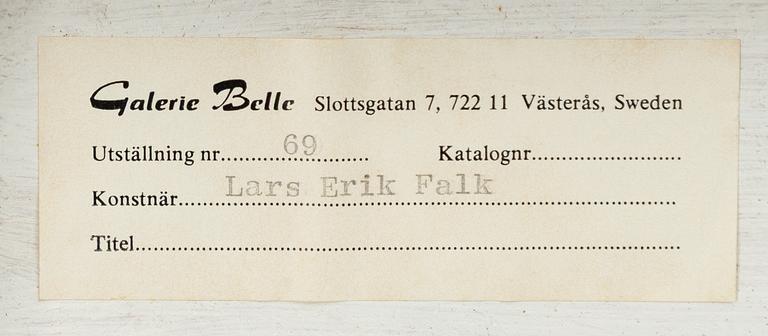 Galerie Belle Slottsgatan 7, 722 11 Västerås, Sweden
Utställning nr......69......... Katalognr.........................
Konstnär....Lars Erik Falk....................
Titel..........................................................................